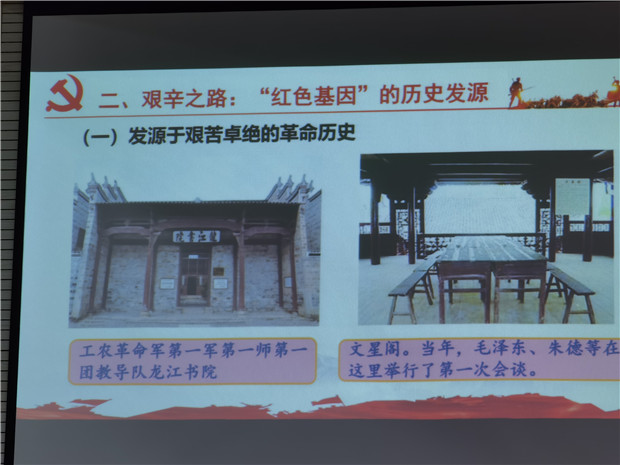 二、艰辛之路：“红色基因”的历史发源
（一）发源于艰苦卓绝的革命历史
龍江書院
工农革命军第一军第一师第一
团教导队龙江书院
文星阁。当年，毛泽东、朱德等在
这里举行了第一次会谈。